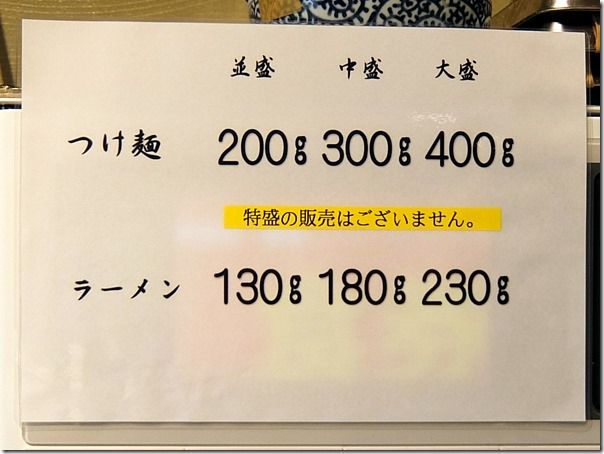 並盛 中盛 大盛
つけ麺 200g 300g 400g
特盛の販売はございません。
ラーメン 130g 180g 230g